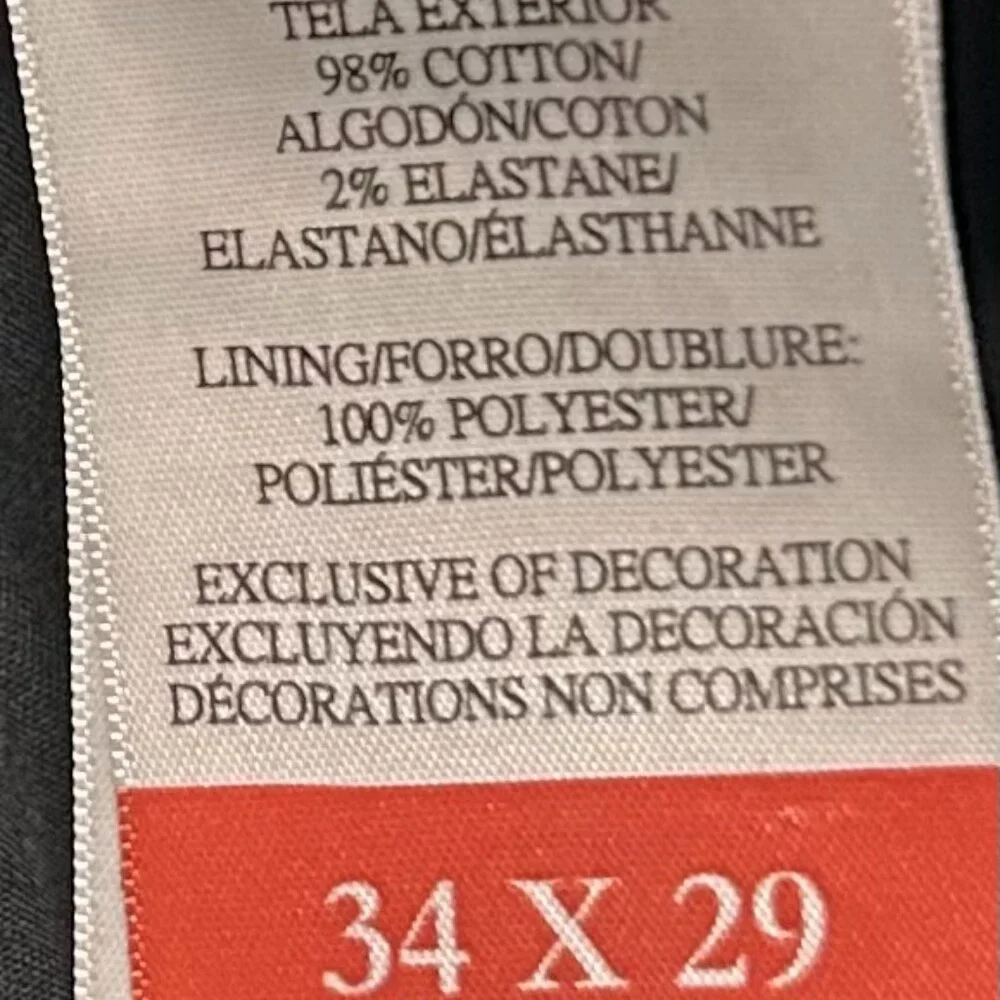 TELA EXTERIOR
98% COTTON/
ALGODÓN/COTON
2% ELASTANE/
ELASTANO/ÉLASTHANNE
LINING/FORRO/DOUBLURE:
100% POLYESTER/
POLIÉSTER/POLYESTER
EXCLUSIVE OF DECORATION
EXCLUYENDO LA DECORACIÓN
DÉCORATIONS NON COMPRISES
34 X 29